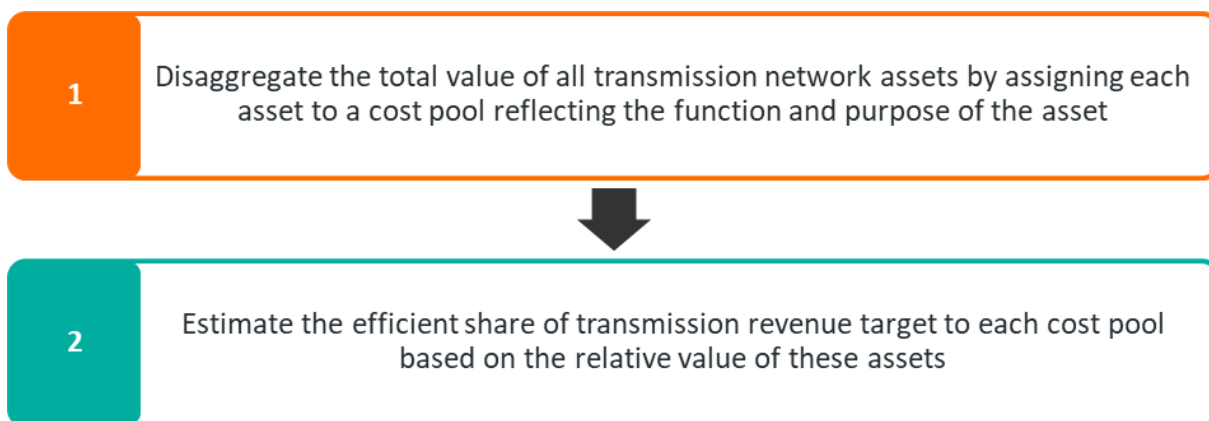 1
Disaggregate the total value of all transmission network assets by assigning each
asset to a cost pool reflecting the function and purpose of the asset
2
Estimate the efficient share of transmission revenue target to each cost pool
based on the relative value of these assets